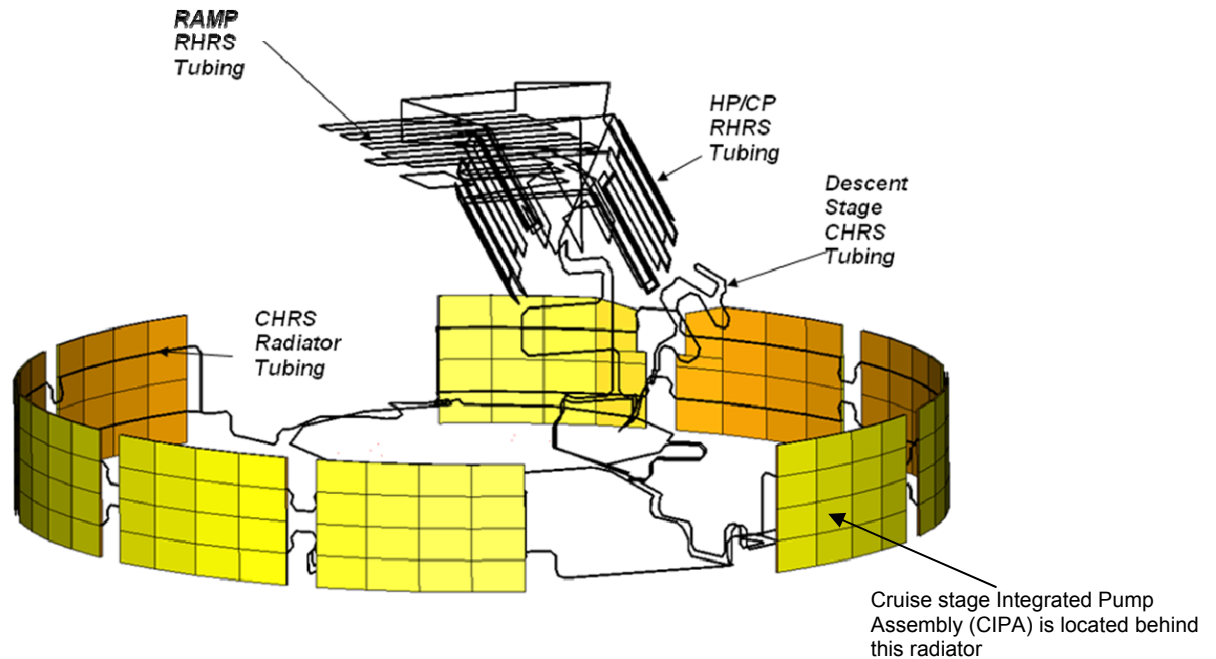 RAMP
RHRS
Tubing
HP/CP
RHRS
Tubing
Descent
Stage
CHRS
Tubing
CHRS
Radiator
Tubing
Cruise stage Integrated Pump
Assembly (CIPA) is located behind
this radiator